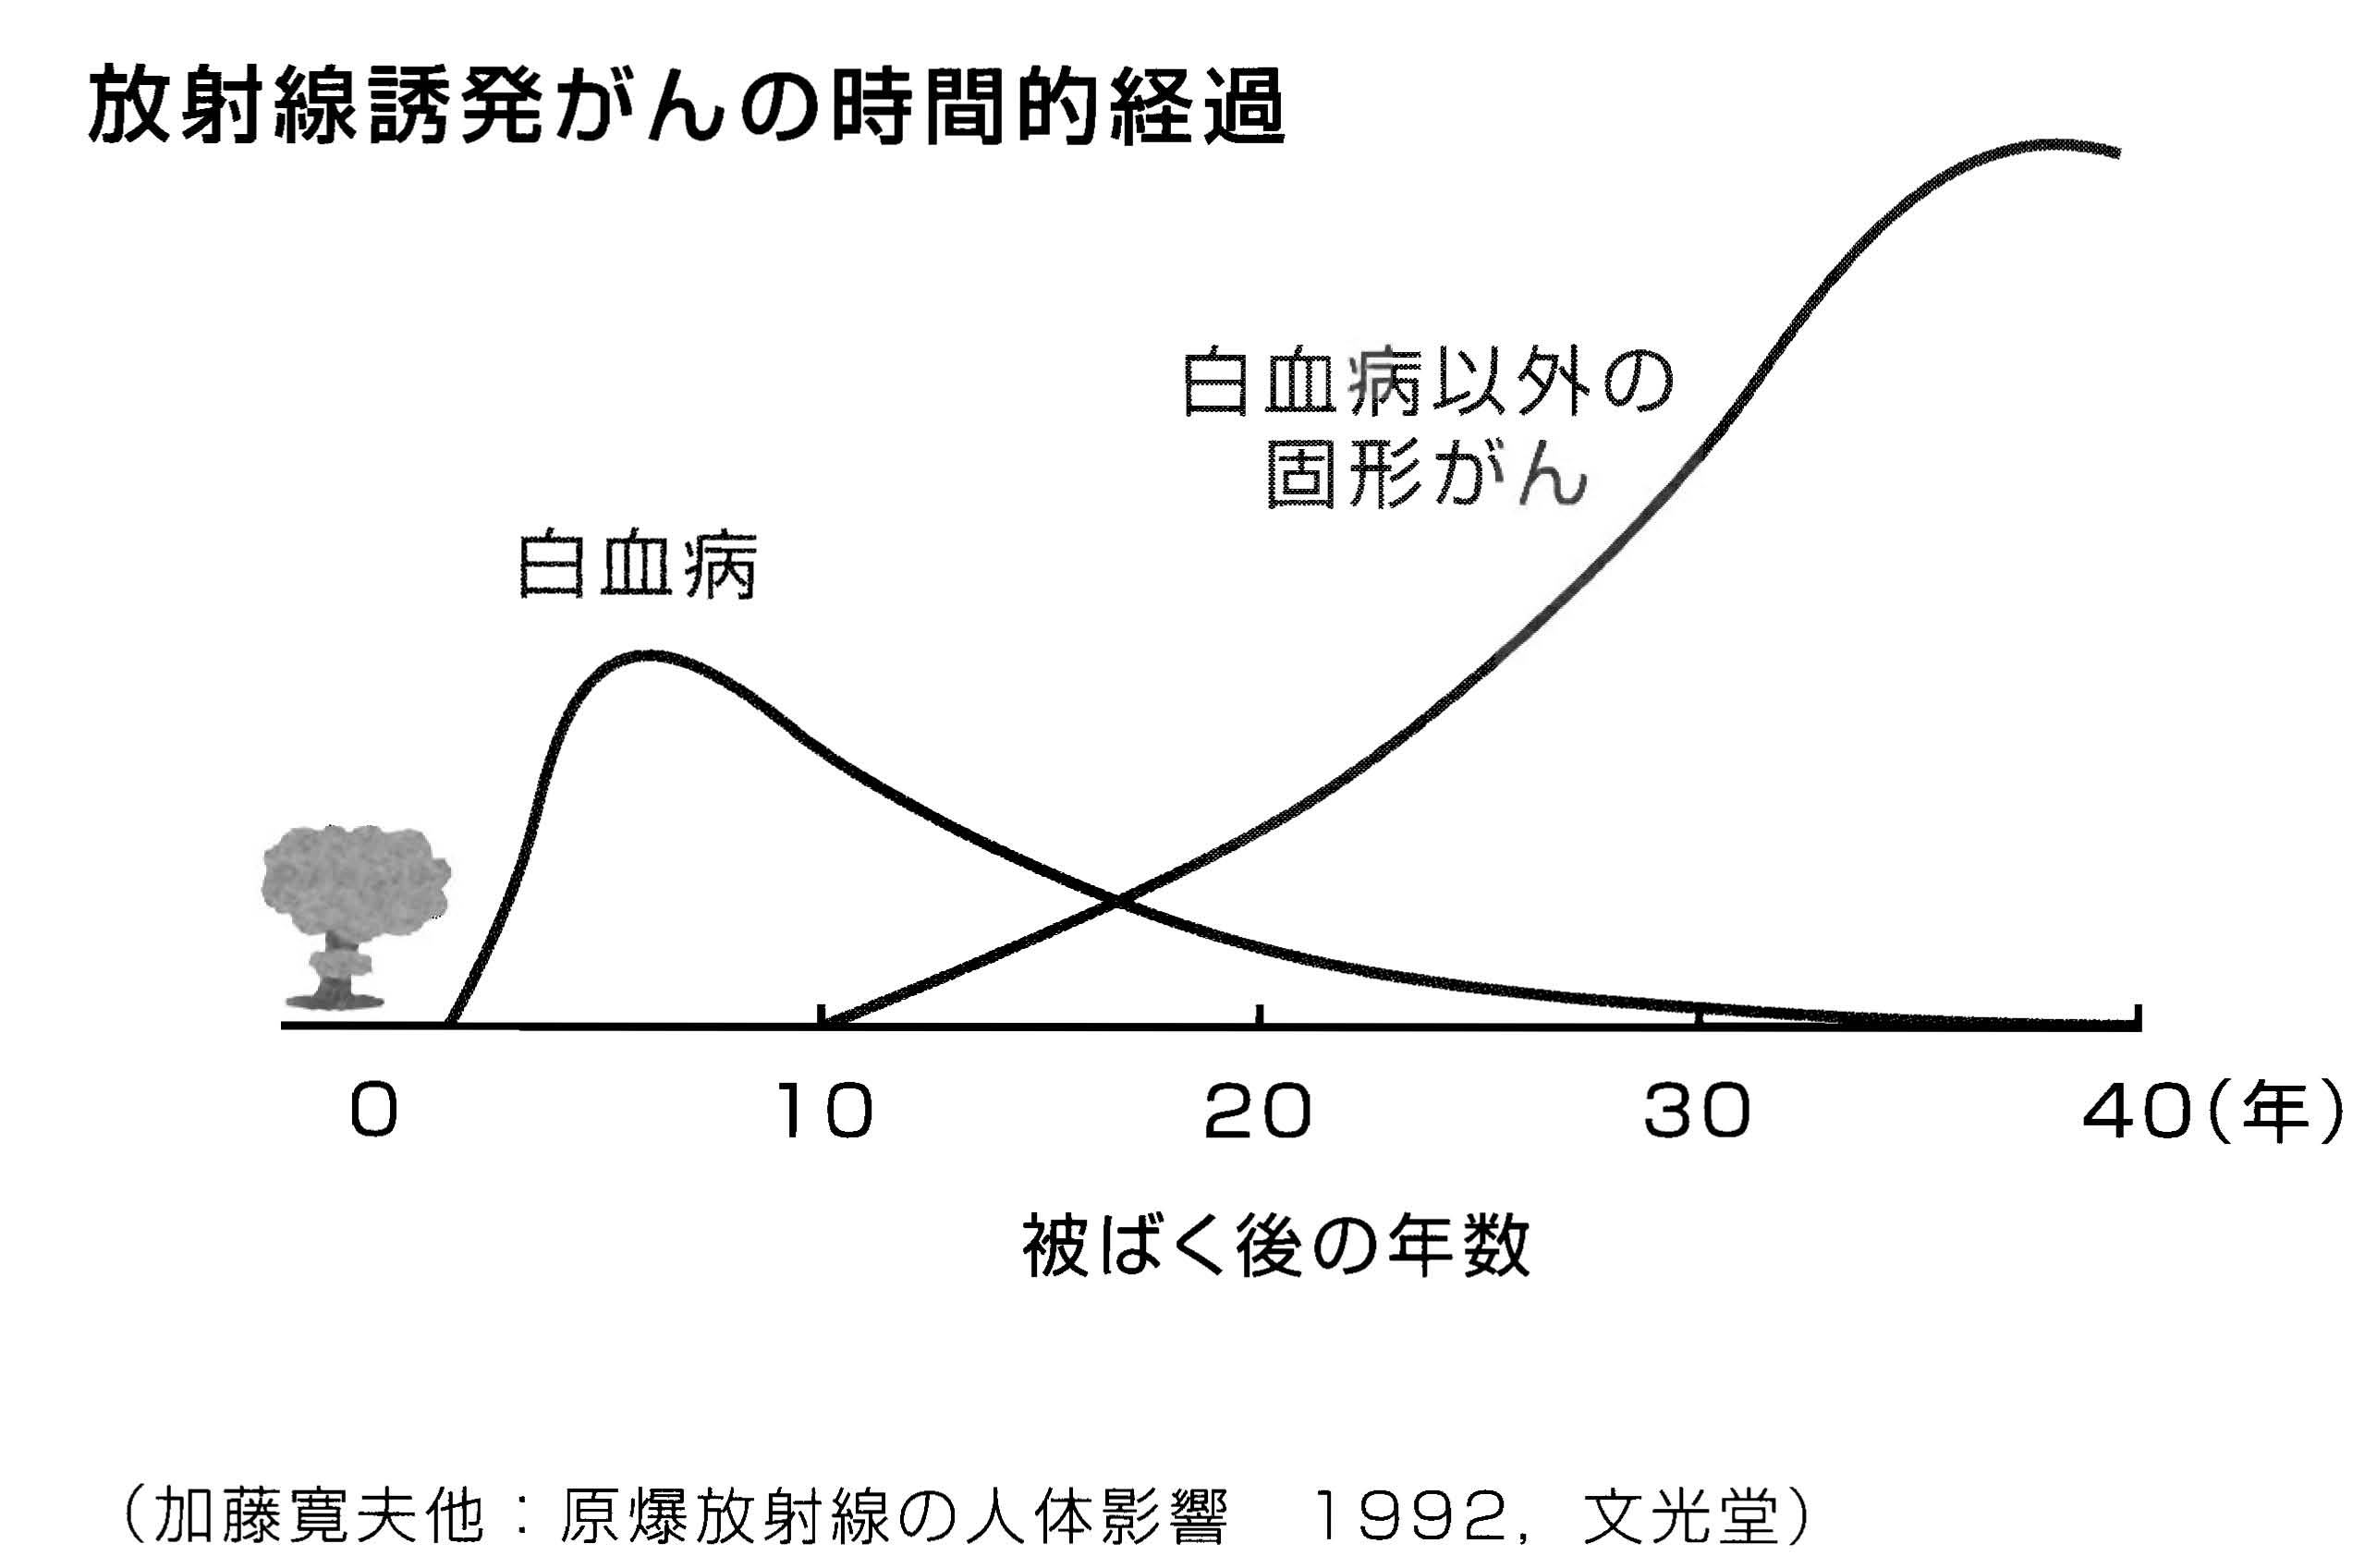 放射線誘発がんの時間的経過
白血病以外の
固形がん
白血病
0 10 20 30 40(年)
被ばく後の年数
（加藤寛夫他：原爆放射線の人体影響　1992，文光堂）